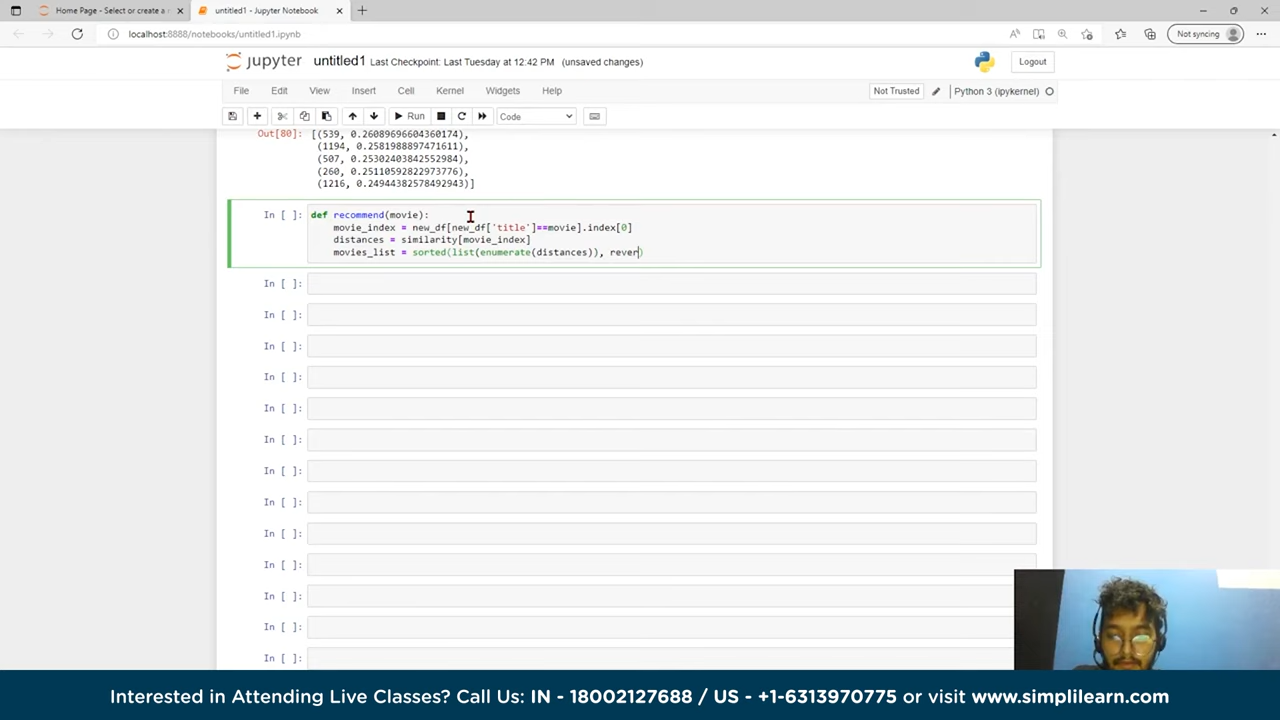 Home Page - Select or create a n
untitled1 - Jupyter Notebook
localhost:8888/notebooks/untitled1.ipynb
Not syncing
jupyter untitled1 Last Checkpoint: Last Tuesday at 12:42 PM (unsaved changes)
Logout
File Edit View Insert Cell Kernel Widgets Help
Not Trusted
Python 3 (ipykernel)
Run
Code
Out[80]: [(539, 0.26089696604360174),
(1194, 0.2581988897471611),
(507, 0.25302403842552984),
(260, 0.25110592822973776),
(1216, 0.24944382578492943)]
In [ ]: def recommend(movie):
movie_index = new_df[new_df['title']==movie].index[0]
distances = similarity[movie_index]
movies_list = sorted(list(enumerate(distances)), rever)
In [ ]:
In [ ]:
In [ ]:
In [ ]:
In [ ]:
In [ ]:
In [ ]:
In [ ]:
In [ ]:
In [ ]:
In [ ]:
In [ ]:
In [ ]:
Interested in Attending Live Classes? Call Us: IN - 18002127688 / US - +1-6313970775 or visit www.simplilearn.com